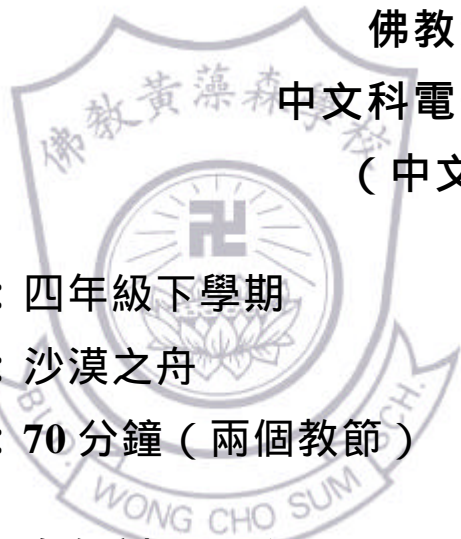 佛教
中文科電
（中文
佛教黃藻森學校
：四年級下學期
：沙漠之舟
：70 分鐘（兩個教節）
WONG CHO SUM SCH.